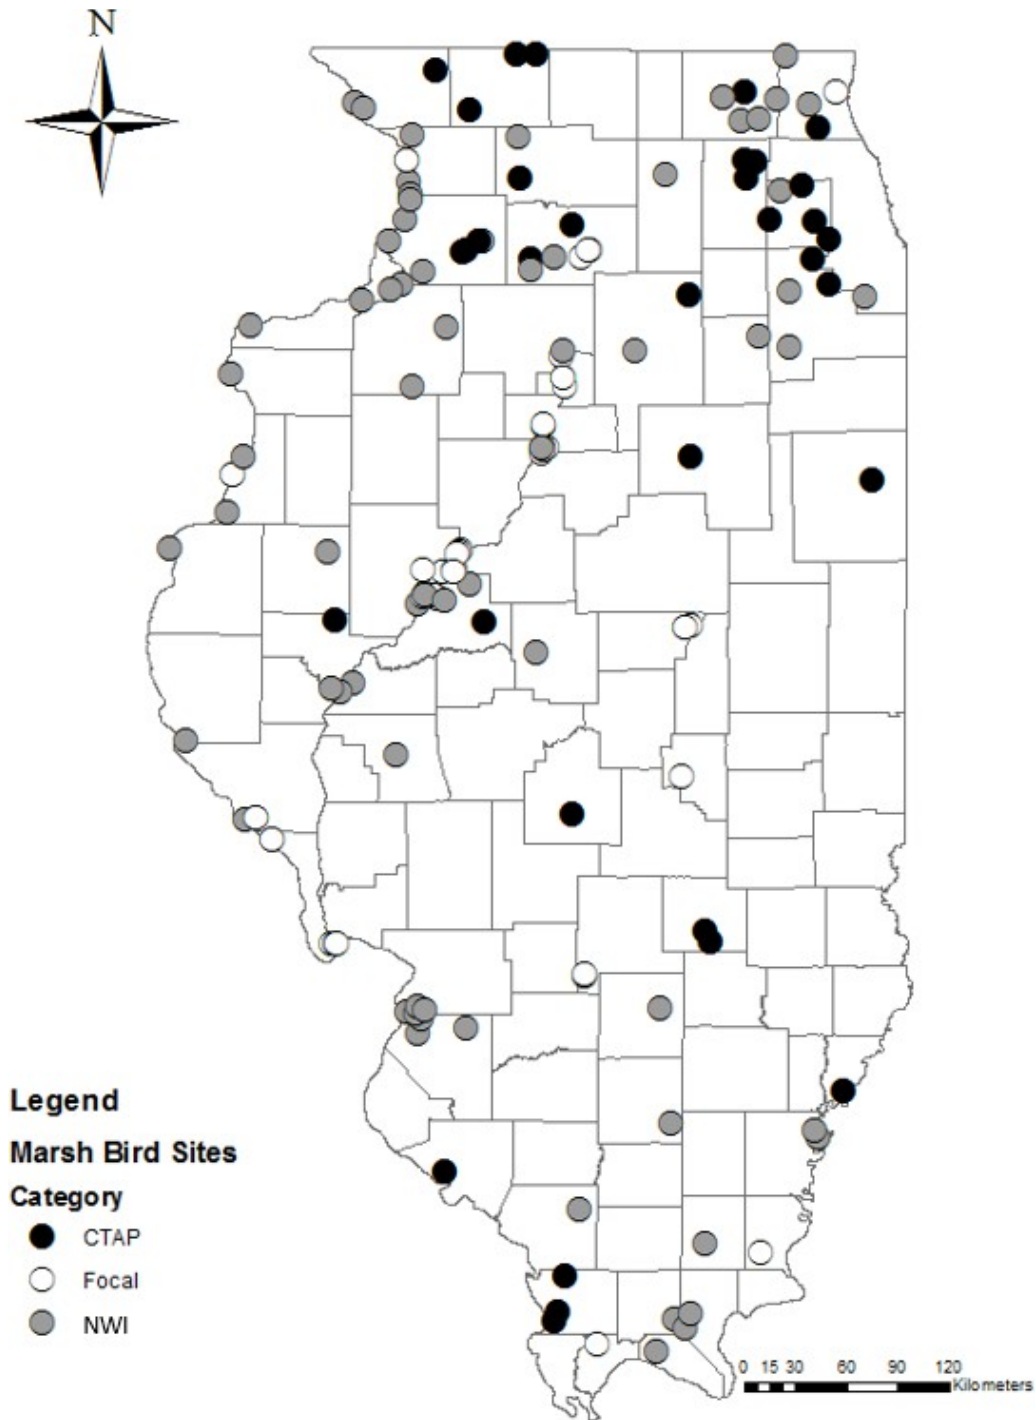 N
Legend
Marsh Bird Sites
Category
CTAP
Focal
NWI
0 15 30 60 90 120
Kilometers